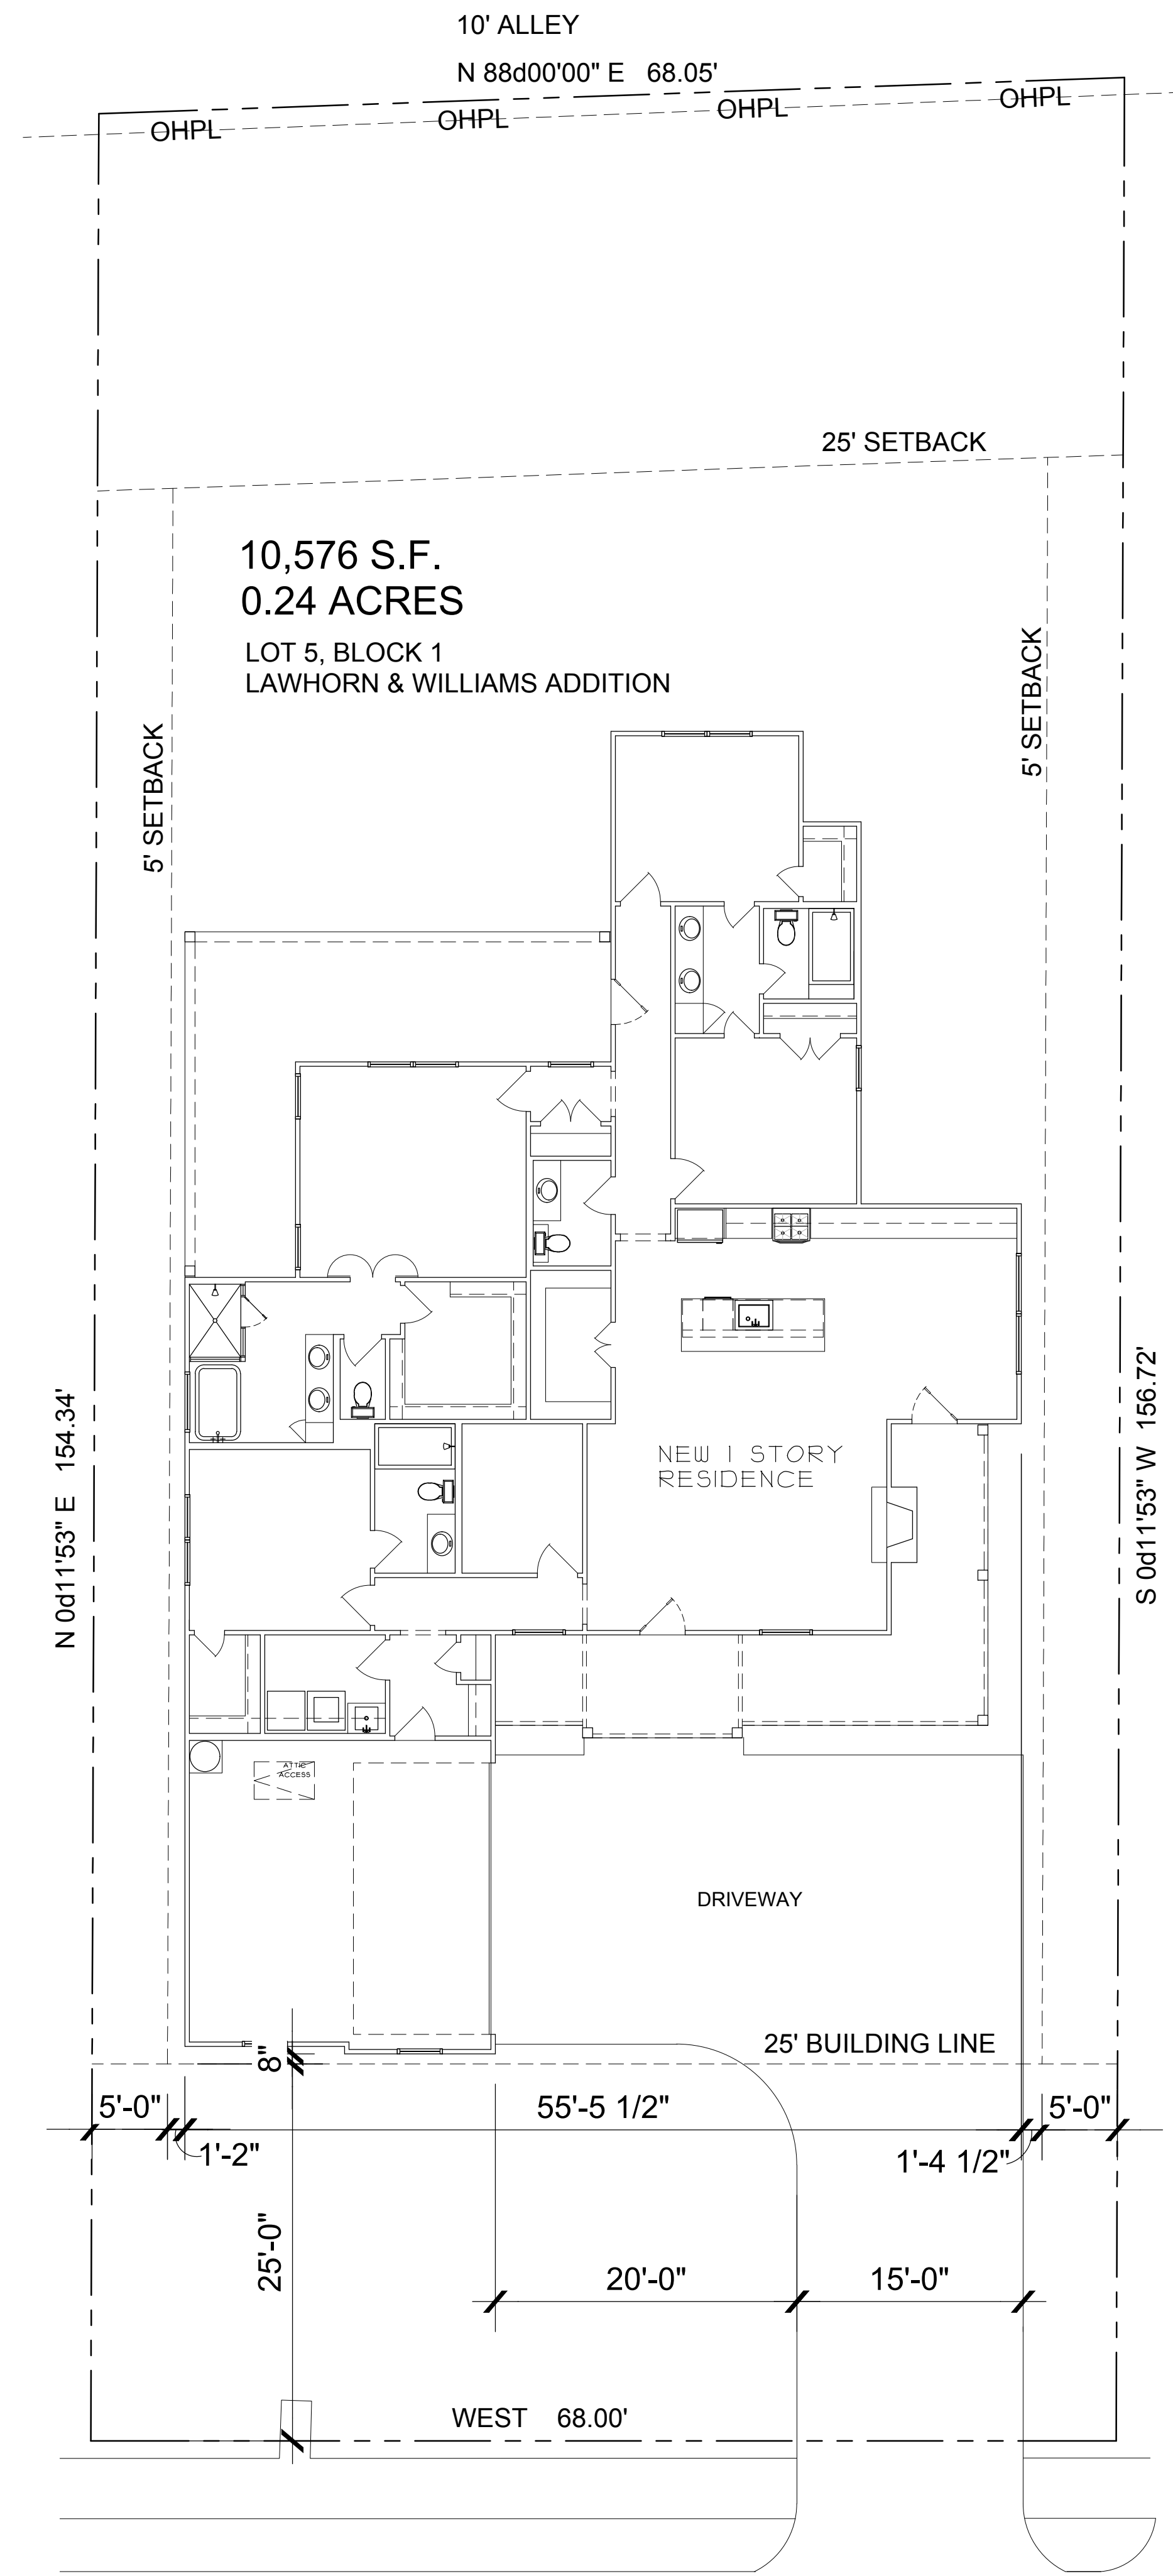 10' ALLEY
N 88d00'00" E 68.05'
OHPL OHPL OHPL OHPL
25' SETBACK
10,576 S.F.
0.24 ACRES
LOT 5, BLOCK 1
LAWHORN & WILLIAMS ADDITION
5' SETBACK
5' SETBACK
N 0d11'53" E 154.34'
S 0d11'53" W 156.72'
NEW 1 STORY
RESIDENCE
ATTIC
ACCESS
DRIVEWAY
25' BUILDING LINE
8"
5'-0"
55'-5 1/2"
5'-0"
1'-2"
1'-4 1/2"
25'-0"
20'-0"
15'-0"
WEST 68.00'